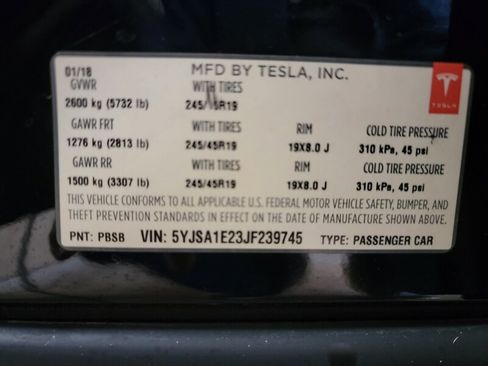 01/18 MFD BY TESLA, INC.
GVWR WITH TIRES
2600 kg (5732 lb) 245/45R19
GAWR FRT WITH TIRES RIM COLD TIRE PRESSURE
1276 kg (2813 lb) 245/45R19 19X8.0 J 310 kPa, 45 psi
GAWR RR WITH TIRES RIM COLD TIRE PRESSURE
1500 kg (3307 lb) 245/45R19 19X8.0 J 310 kPa, 45 psi
THIS VEHICLE CONFORMS TO ALL APPLICABLE U.S. FEDERAL MOTOR VEHICLE SAFETY, BUMPER, AND
THEFT PREVENTION STANDARDS IN EFFECT ON THE DATE OF MANUFACTURE SHOWN ABOVE.
PNT: PBSB VIN: 5YJSA1E23JF239745 TYPE: PASSENGER CAR
TESLA